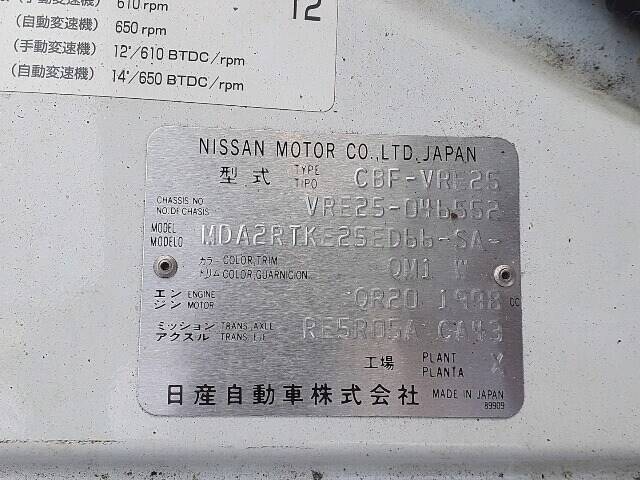 (手動変速機) 610 rpm
(自動変速機) 650 rpm
(手動変速機) 12°/610 BTDC/rpm
(自動変速機) 14°/650 BTDC/rpm
12
NISSAN MOTOR CO.,LTD.JAPAN
型式 TYPE TIPO CBF-VRE25
CHASSIS NO NO.DE CHASIS VRE25-046552
MODEL MODELO MDA2RTKE25ED66-SA-
カラー COLOR,TRIM トリム COLOR,GUARNICION QM1 W
エンジン ENGINE MOTOR QR20 1998 CC
ミッション アクスル TRANS.AXLE TRANS.EJE RE5R05A CA43
工場 PLANT PLANTA X
日産自動車株式会社 MADE IN JAPAN
89909